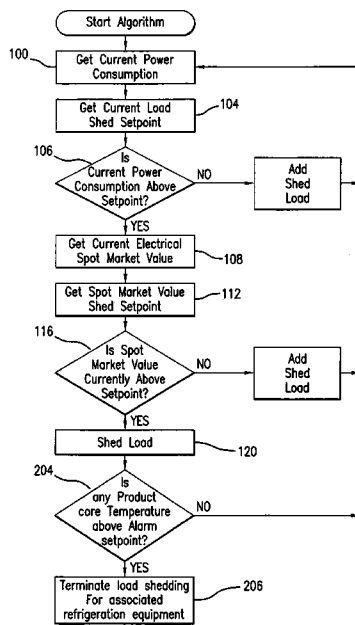 Start Algorithm
100
Get Current Power
Consumption
Get Current Load
Shed Setpoint
104
106
Is
Current Power
Consumption Above
Setpoint?
NO
Add
Shed
Load
YES
Get Current Electrical
Spot Market Value
108
Get Spot Market Value
Shed Setpoint
112
116
Is Spot
Market Value
Currently Above
Setpoint?
NO
Add
Shed
Load
YES
Shed Load
120
204
Is
any Product
core Temperature
above Alarm
setpoint?
NO
YES
Terminate load shedding
For associated
refrigeration equipment
206